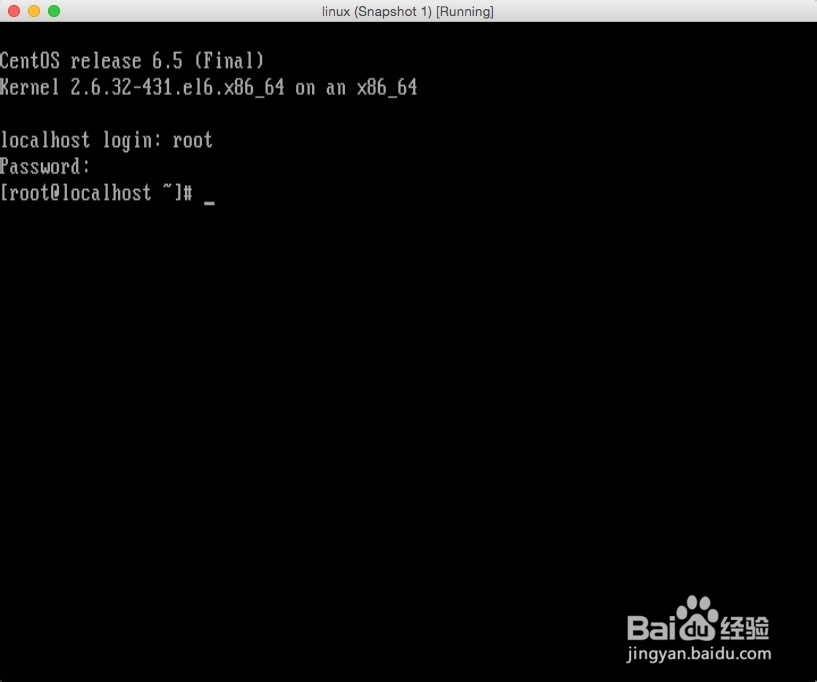 linux (Snapshot 1) [Running]
CentOS release 6.5 (Final)
Kernel 2.6.32-431.el6.x86_64 on an x86_64
localhost login: root
Password:
[root@localhost ~]# _
Bai du 经验
jingyan.baidu.com